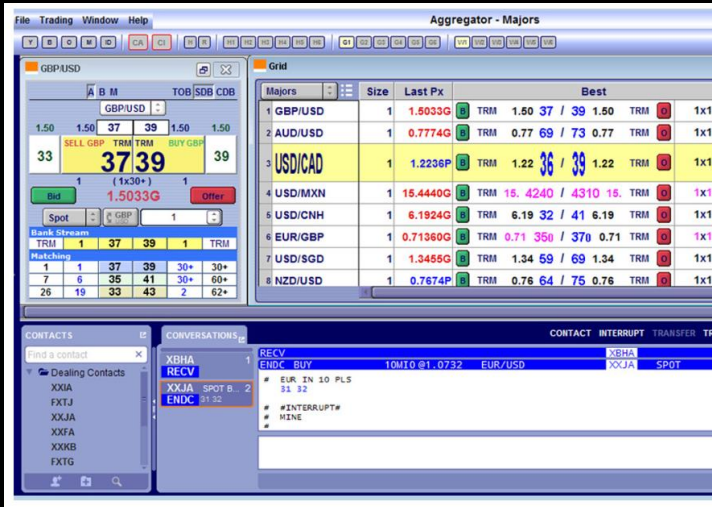 File Trading Window Help Aggregator - Majors
Y B O M ID CA CI H R H1 H2 H3 H4 H5 H6 G1 G2 G3 G4 G5 G6 VV1 VV2 VV3 VV4 VV5 VV6
GBP/USD
A B M TOB SDB CDB
GBP/USD
1.50 1.50 37 39 1.50 1.50
SELL GBP TRM TRM BUY GBP
33 37 39 39
1 (1x30+) 1
Bid 1.5033G Offer
Spot GBP 1
Bank Stream
TRM 1 37 39 1 TRM
Matching
1 1 37 39 30+ 30+
7 6 35 41 30+ 60+
26 19 33 43 2 62+
Grid
Majors Size Last Px Best
1 GBP/USD 1 1.5033G B TRM 1.50 37 / 39 1.50 TRM O 1x1
2 AUD/USD 1 0.7774G B TRM 0.77 69 / 73 0.77 TRM O 1x1
3 USD/CAD 1 1.2236P B TRM 1.22 36 / 39 1.22 TRM O 1x1
4 USD/MXN 1 15.4440G B TRM 15. 4240 / 4310 15. TRM O 1x1
5 USD/CNH 1 6.1924G B TRM 6.19 32 / 41 6.19 TRM O 1x1
6 EUR/GBP 1 0.71360G B TRM 0.71 350 / 370 0.71 TRM O 1x1
7 USD/SGD 1 1.3455G B TRM 1.34 59 / 69 1.34 TRM O 1x1
8 NZD/USD 1 0.7674P B TRM 0.76 64 / 75 0.76 TRM O 1x1
CONTACTS
Find a contact
Dealing Contacts
XXIA
FXTJ
XXJA
XXFA
XXKB
FXTG
CONVERSATIONS
XBHA 1
RECV
XXJA SPOT B... 2
ENDC 31 32
CONTACT INTERRUPT TRANSFER TR
RECV XBHA
ENDC BUY 10MIO@1.0732 EUR/USD XXJA SPOT
# EUR IN 10 PLS
31 32
# #INTERRUPT#
# MINE
#